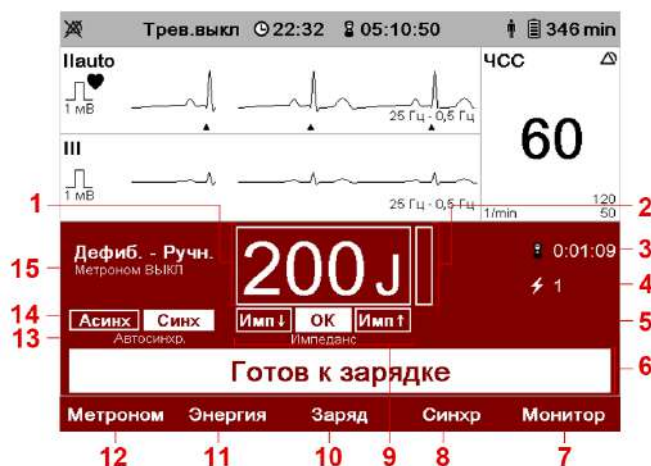 Трев.выкл 22:32 05:10:50 346 min
IIauto
1 мВ
25 Гц - 0,5 Гц
ЧСС
60
III
1 мВ
25 Гц - 0,5 Гц
1/min
120
50
1
2
Дефиб. - Ручн.
Метроном ВЫКЛ
15
200 J
0:01:09
3
1
4
14
Асинх Синх
Имп↓ OK Имп↑
5
13
Автосинхр.
Импеданс
Готов к зарядке
6
Метроном Энергия Заряд Синхр Монитор
12 11 10 9 8 7